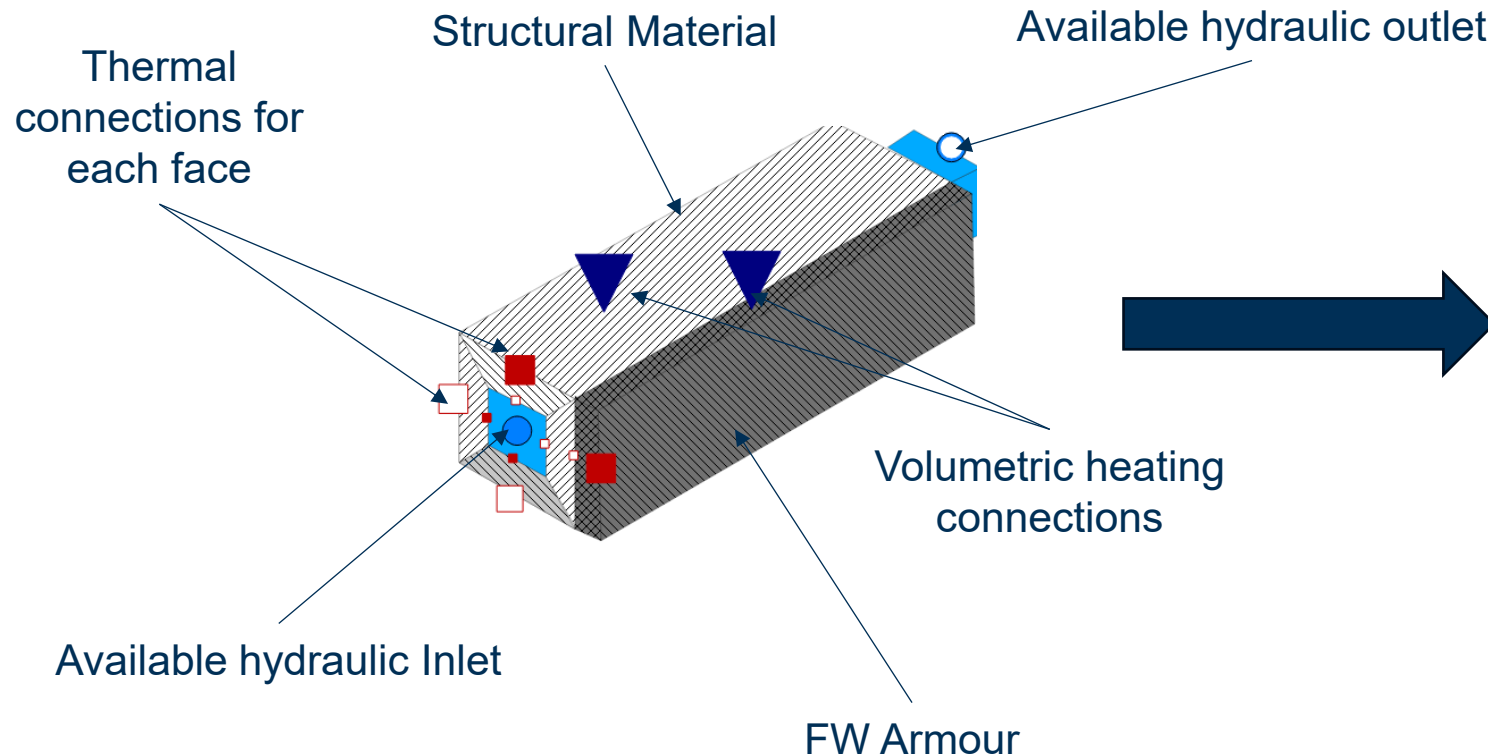 Structural Material
Available hydraulic outlet
Thermal
connections for
each face
Volumetric heating
connections
Available hydraulic Inlet
FW Armour